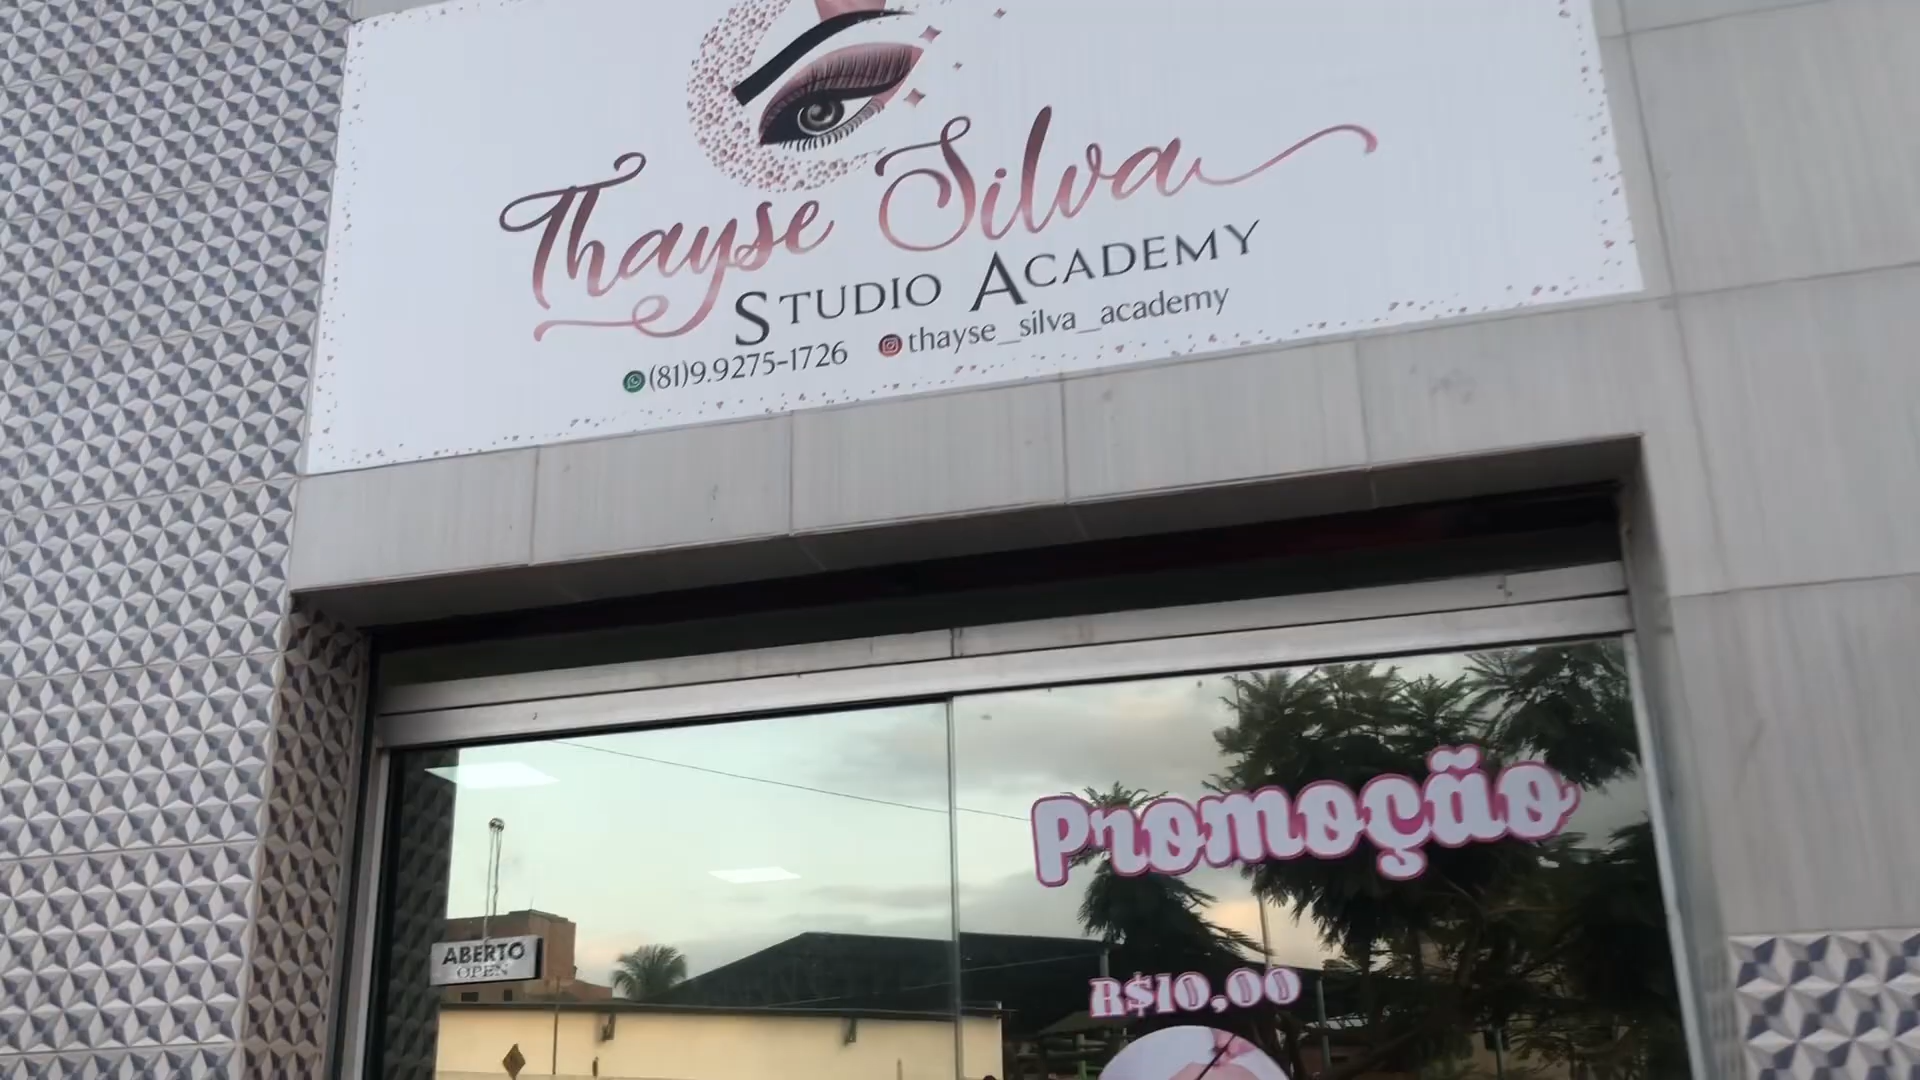 Thayse Silva
STUDIO ACADEMY
(81)9.9275-1726 thayse_silva_academy
Promoção
ABERTO
OPEN
R$10,00